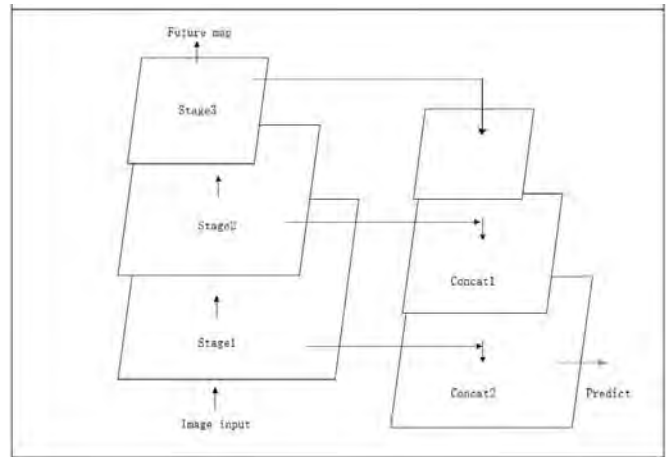 Future map
Stage3
Stage2
Stage1
Image input
Concat1
Concat2
Predict